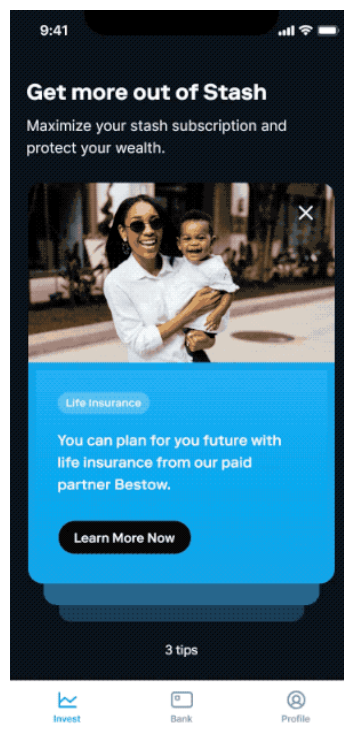 9:41
Get more out of Stash
Maximize your stash subscription and
protect your wealth.
Life Insurance
You can plan for you future with
life insurance from our paid
partner Bestow.
Learn More Now
3 tips
Invest
Bank
Profile